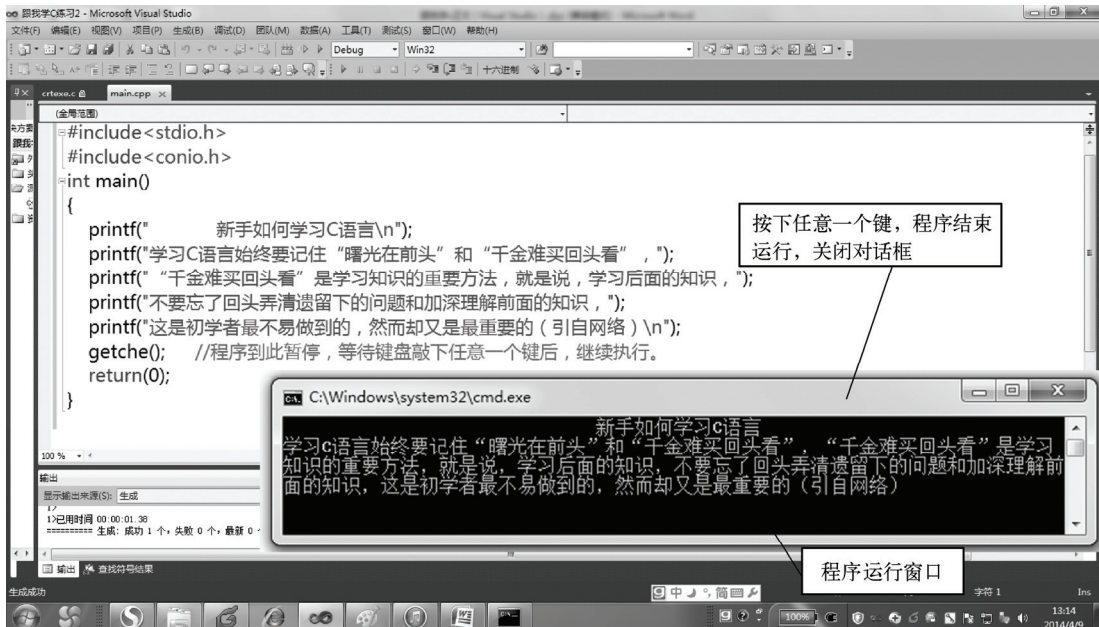 跟我学C练习2 - Microsoft Visual Studio
文件(F) 编辑(E) 视图(V) 项目(P) 生成(B) 调试(D) 团队(M) 数据(A) 工具(T) 测试(S) 窗口(W) 帮助(H)
Debug Win32
十六进制
crtexe.c main.cpp
(全局范围)
#include<stdio.h>
#include<conio.h>
int main()
{
printf("          新手如何学习C语言\n");
printf("学习C语言始终要记住“曙光在前头”和“千金难买回头看”，");
printf("“千金难买回头看”是学习知识的重要方法，就是说，学习后面的知识，");
printf("不要忘了回头弄清遗留下的问题和加深理解前面的知识，");
printf("这是初学者最不易做到的，然而却又是最重要的（引自网络）\n");
getche();   //程序到此暂停，等待键盘敲下任意一个键后，继续执行。
return(0);
}
按下任意一个键，程序结束
运行，关闭对话框
C:\Windows\system32\cmd.exe
新手如何学习C语言
学习C语言始终要记住“曙光在前头”和“千金难买回头看”，“千金难买回头看”是学习
知识的重要方法，就是说，学习后面的知识，不要忘了回头弄清遗留下的问题和加深理解前
面的知识，这是初学者最不易做到的，然而却又是最重要的（引自网络）
100 %
输出
显示输出来源(S): 生成
1>
1>已用时间 00:00:01.38
========== 生成: 成功 1 个，失败 0 个，最新 0
程序运行窗口
输出 查找符号结果
生成成功
中 简
字符 1
Ins
100%
13:14
2014/4/9